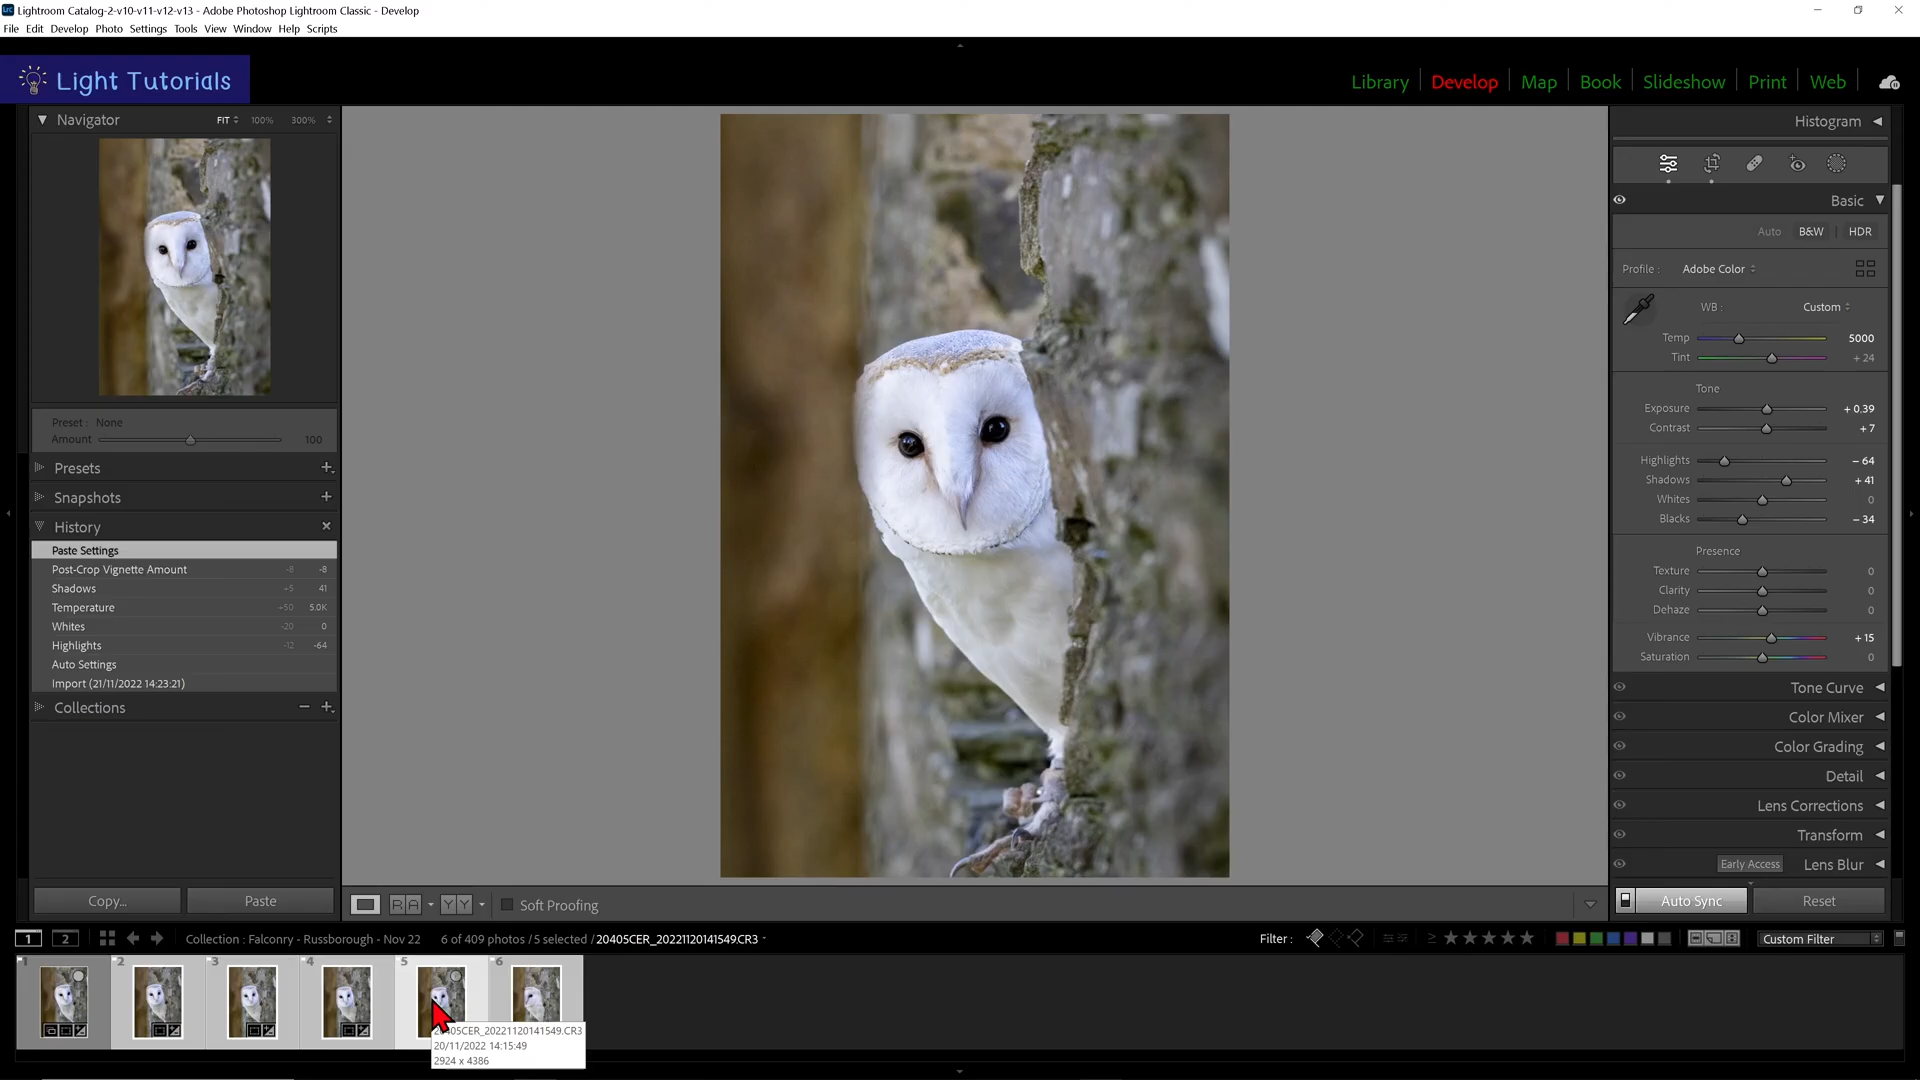 Lightroom Catalog-2-v10-v11-v12-v13 - Adobe Photoshop Lightroom Classic - Develop
File Edit Develop Photo Settings Tools View Window Help Scripts
Light Tutorials
Library Develop Map Book Slideshow Print Web
Navigator FIT 100% 300%
Preset : None
Amount 100
Presets
Snapshots
History
Paste Settings
Post-Crop Vignette Amount -8 -8
Shadows +5 41
Temperature +50 5.0K
Whites -20 0
Highlights -12 -64
Auto Settings
Import (21/11/2022 14:23:21)
Collections
Copy... Paste
R A Y Y Soft Proofing
Histogram
Basic
Auto B&W HDR
Profile : Adobe Color
WB : Custom
Temp 5000
Tint + 24
Tone
Exposure + 0.39
Contrast + 7
Highlights - 64
Shadows + 41
Whites 0
Blacks - 34
Presence
Texture 0
Clarity 0
Dehaze 0
Vibrance + 15
Saturation 0
Tone Curve
Color Mixer
Color Grading
Detail
Lens Corrections
Transform
Early Access Lens Blur
Auto Sync Reset
1 2 Collection : Falconry - Russborough - Nov 22 6 of 409 photos / 5 selected / 20405CER_20221120141549.CR3 Filter : ≥ ★★★★★ Custom Filter
1 2 3 4 5 6
20405CER_20221120141549.CR3
20/11/2022 14:15:49
2924 x 4386